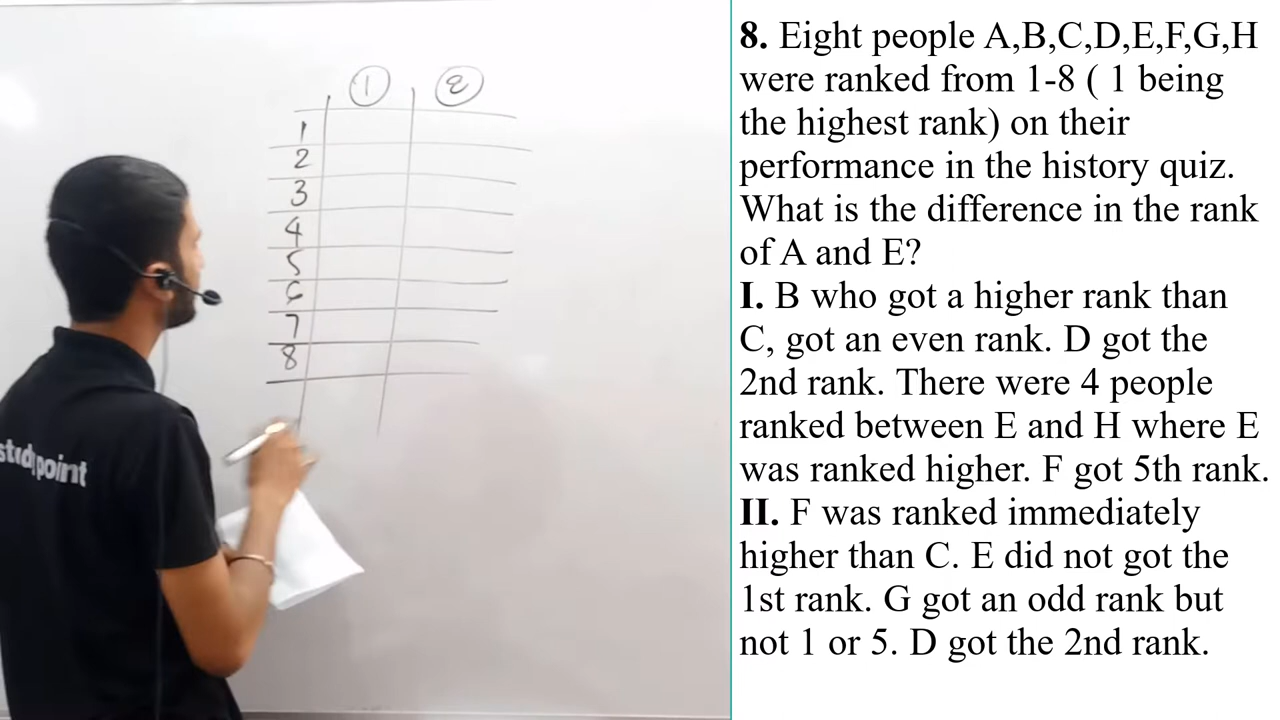 1 2
1
2
3
4
5
6
7
8
study point
8. Eight people A,B,C,D,E,F,G,H
were ranked from 1-8 ( 1 being
the highest rank) on their
performance in the history quiz.
What is the difference in the rank
of A and E?
I. B who got a higher rank than
C, got an even rank. D got the
2nd rank. There were 4 people
ranked between E and H where E
was ranked higher. F got 5th rank.
II. F was ranked immediately
higher than C. E did not got the
1st rank. G got an odd rank but
not 1 or 5. D got the 2nd rank.